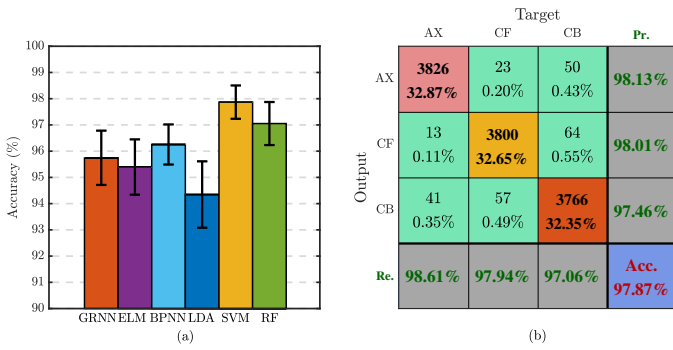 100
99
98
97
96
95
94
93
92
91
90
Accuracy (%)
GRNN ELM BPNN LDA SVM RF
(a)
Target
AX CF CB Pr.
Output
AX 3826 23 50 98.13%
32.87% 0.20% 0.43%
CF 13 3800 64 98.01%
0.11% 32.65% 0.55%
CB 41 57 3766 97.46%
0.35% 0.49% 32.35%
Re. 98.61% 97.94% 97.06% Acc.
97.87%
(b)